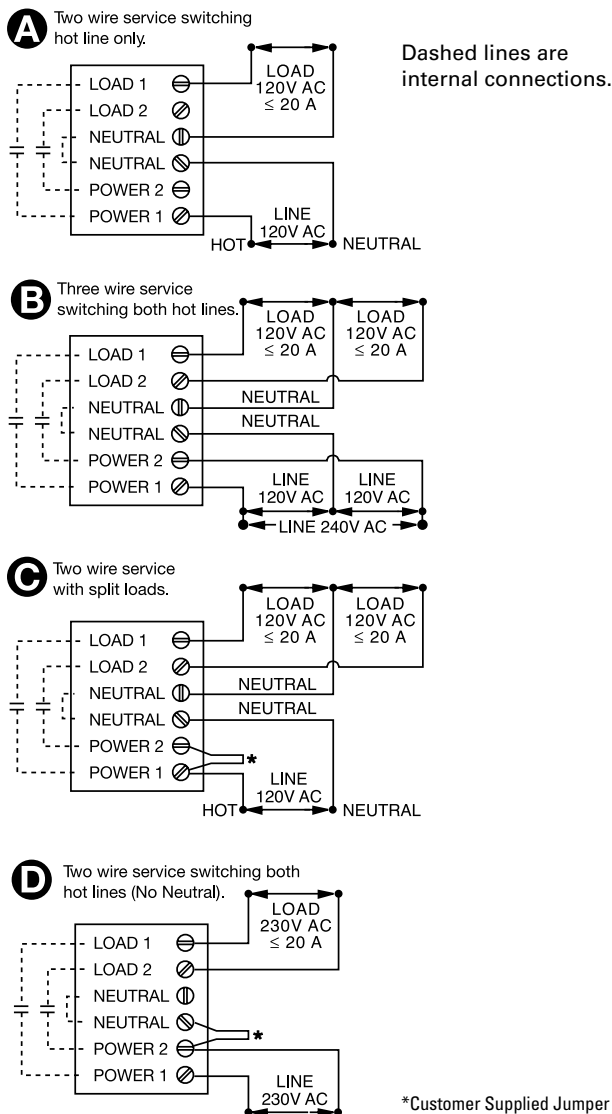 A Two wire service switching
hot line only.
Dashed lines are
internal connections.
LOAD 1
LOAD 2
NEUTRAL
NEUTRAL
POWER 2
POWER 1
LOAD
120V AC
≤ 20 A
LINE
120V AC
HOT
NEUTRAL
B Three wire service
switching both hot lines.
LOAD 1
LOAD 2
NEUTRAL
NEUTRAL
POWER 2
POWER 1
LOAD
120V AC
≤ 20 A
LOAD
120V AC
≤ 20 A
NEUTRAL
NEUTRAL
LINE
120V AC
LINE
120V AC
LINE 240V AC
C Two wire service
with split loads.
LOAD 1
LOAD 2
NEUTRAL
NEUTRAL
POWER 2
POWER 1
LOAD
120V AC
≤ 20 A
LOAD
120V AC
≤ 20 A
NEUTRAL
NEUTRAL
*
LINE
120V AC
HOT
NEUTRAL
D Two wire service switching both
hot lines (No Neutral).
LOAD 1
LOAD 2
NEUTRAL
NEUTRAL
POWER 2
POWER 1
LOAD
230V AC
≤ 20 A
*
LINE
230V AC
*Customer Supplied Jumper